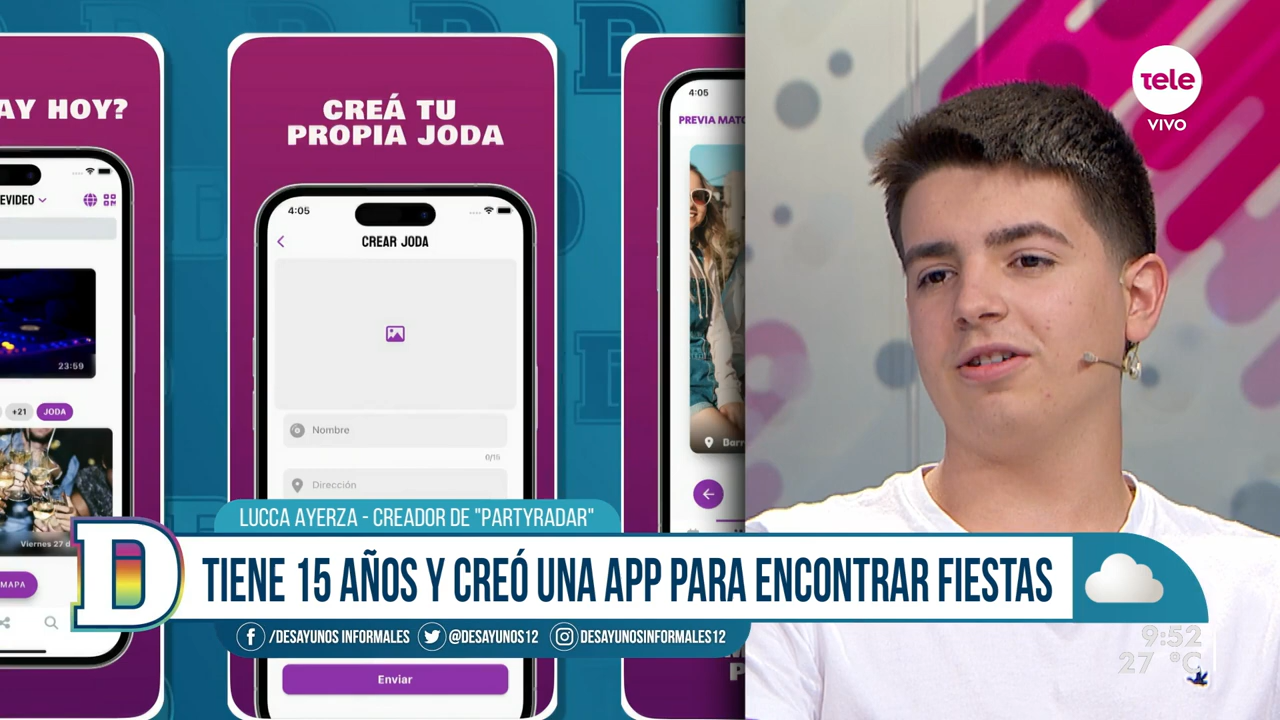 AY HOY?
EVIDEO
23:59
+21
JODA
Viernes 27 d
MAPA
CREÁ TU
PROPIA JODA
4:05
CREAR JODA
Nombre
0/15
Dirección
Enviar
4:05
PREVIA MATC
Barr
tele
VIVO
LUCCA AYERZA - CREADOR DE "PARTYRADAR"
D
TIENE 15 AÑOS Y CREÓ UNA APP PARA ENCONTRAR FIESTAS
/DESAYUNOS INFORMALES @DESAYUNOS12 DESAYUNOSINFORMALES12
9:52
27 °C